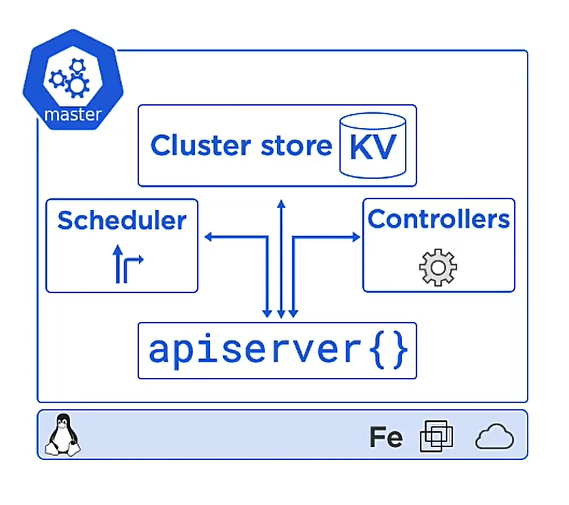 master
Cluster store KV
Scheduler
Controllers
apiserver{}
Fe